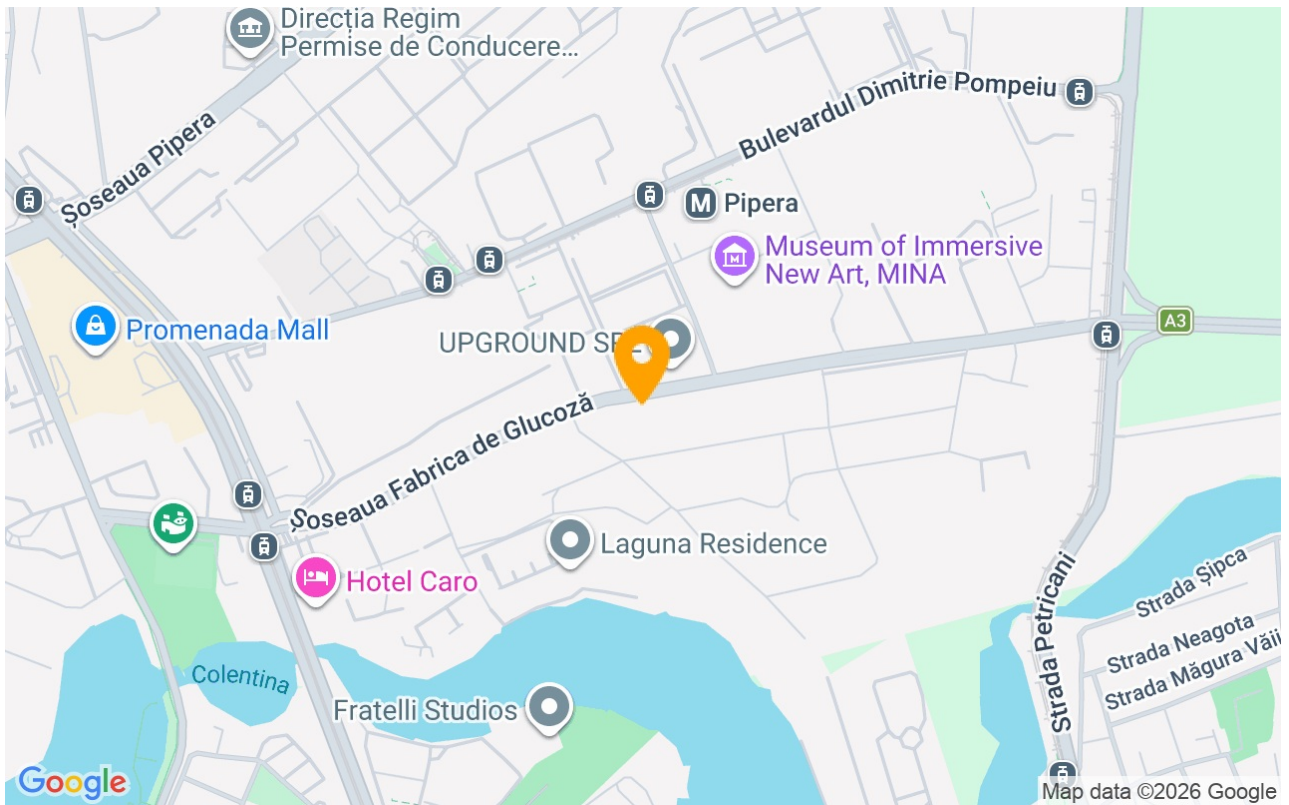 Direcția Regim
Permise de Conducere...
Bulevardul Dimitrie Pompeiu
Șoseaua Pipera
M Pipera
Museum of Immersive
New Art, MINA
Promenada Mall
A3
UPGROUND
Șoseaua Fabrica de Glucoză
Laguna Residence
Hotel Caro
Strada Șipca
Strada Neagota
Strada Măgura Văii
Strada Petricani
Colentina
Fratelli Studios
Google
Map data ©2026 Google